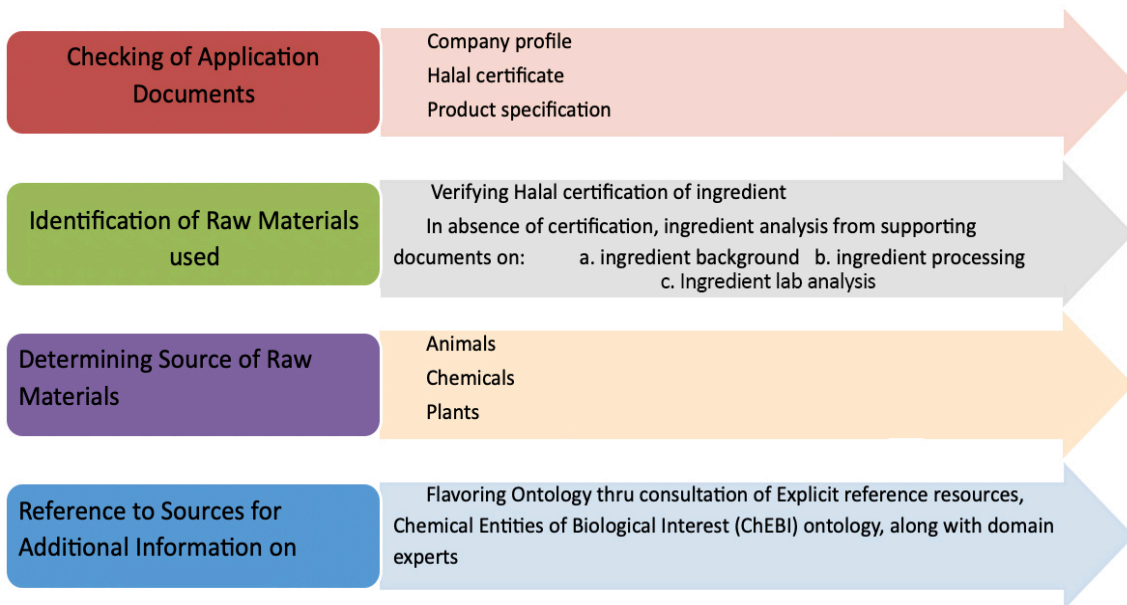 Checking of Application
Documents
Company profile
Halal certificate
Product specification
Identification of Raw Materials
used
Verifying Halal certification of ingredient
In absence of certification, ingredient analysis from supporting
documents on: a. ingredient background b. ingredient processing
c. Ingredient lab analysis
Determining Source of Raw
Materials
Animals
Chemicals
Plants
Reference to Sources for
Additional Information on
Flavoring Ontology thru consultation of Explicit reference resources,
Chemical Entities of Biological Interest (ChEBI) ontology, along with domain
experts